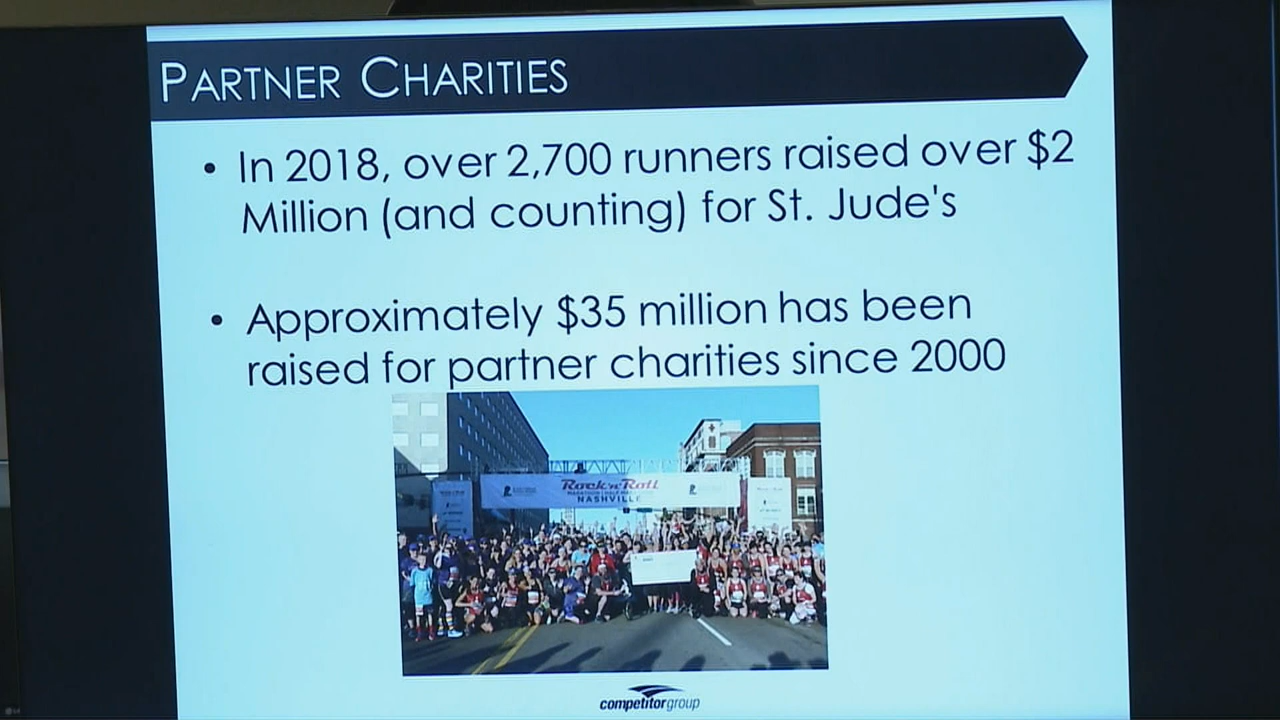 PARTNER CHARITIES
• In 2018, over 2,700 runners raised over $2
Million (and counting) for St. Jude's
• Approximately $35 million has been
raised for partner charities since 2000
Rock'n'Roll
NASHVILLE
competitorgroup